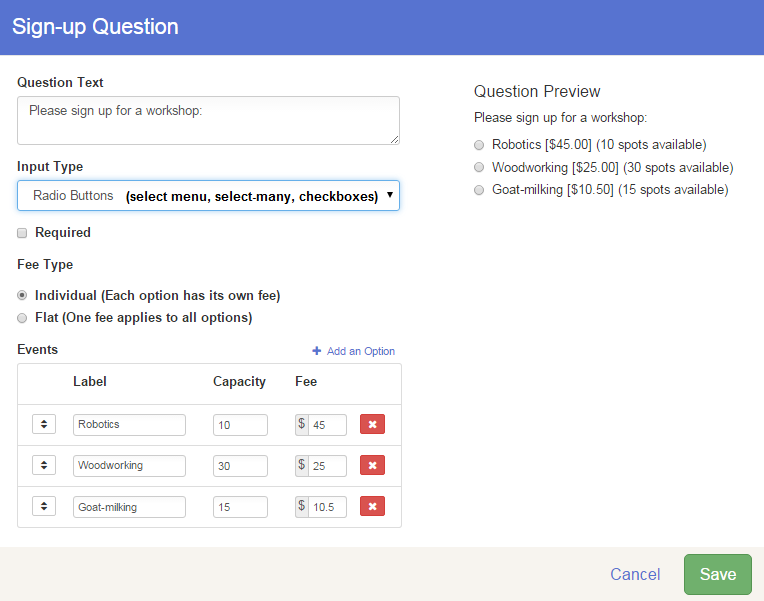 Sign-up Question
Question Text
Please sign up for a workshop:
Input Type
Radio Buttons (select menu, select-many, checkboxes)
Required
Fee Type
Individual (Each option has its own fee)
Flat (One fee applies to all options)
Events + Add an Option
Label Capacity Fee
Robotics 10 $ 45
Woodworking 30 $ 25
Goat-milking 15 $ 10.5
Question Preview
Please sign up for a workshop:
Robotics [$45.00] (10 spots available)
Woodworking [$25.00] (30 spots available)
Goat-milking [$10.50] (15 spots available)
Cancel Save